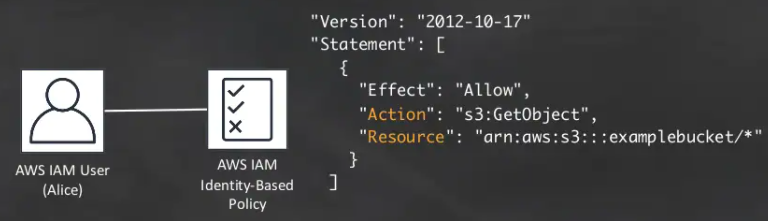 "Version": "2012-10-17"
"Statement": [
{
"Effect": "Allow",
"Action": "s3:GetObject",
"Resource": "arn:aws:s3:::examplebucket/*"
}
]
AWS IAM User
(Alice)
AWS IAM
Identity-Based
Policy